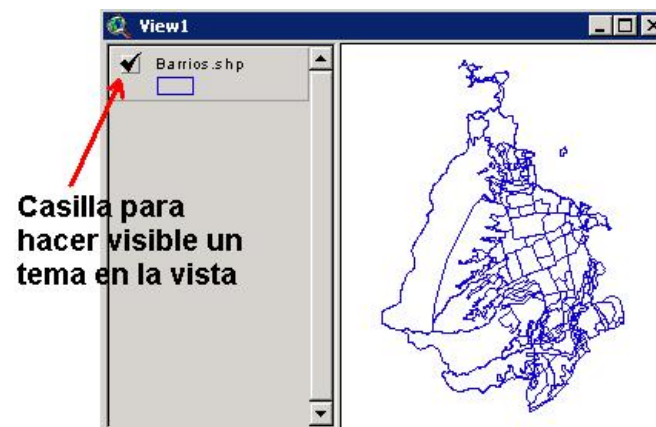 View1
Barrios.shp
Casilla para
hacer visible un
tema en la vista